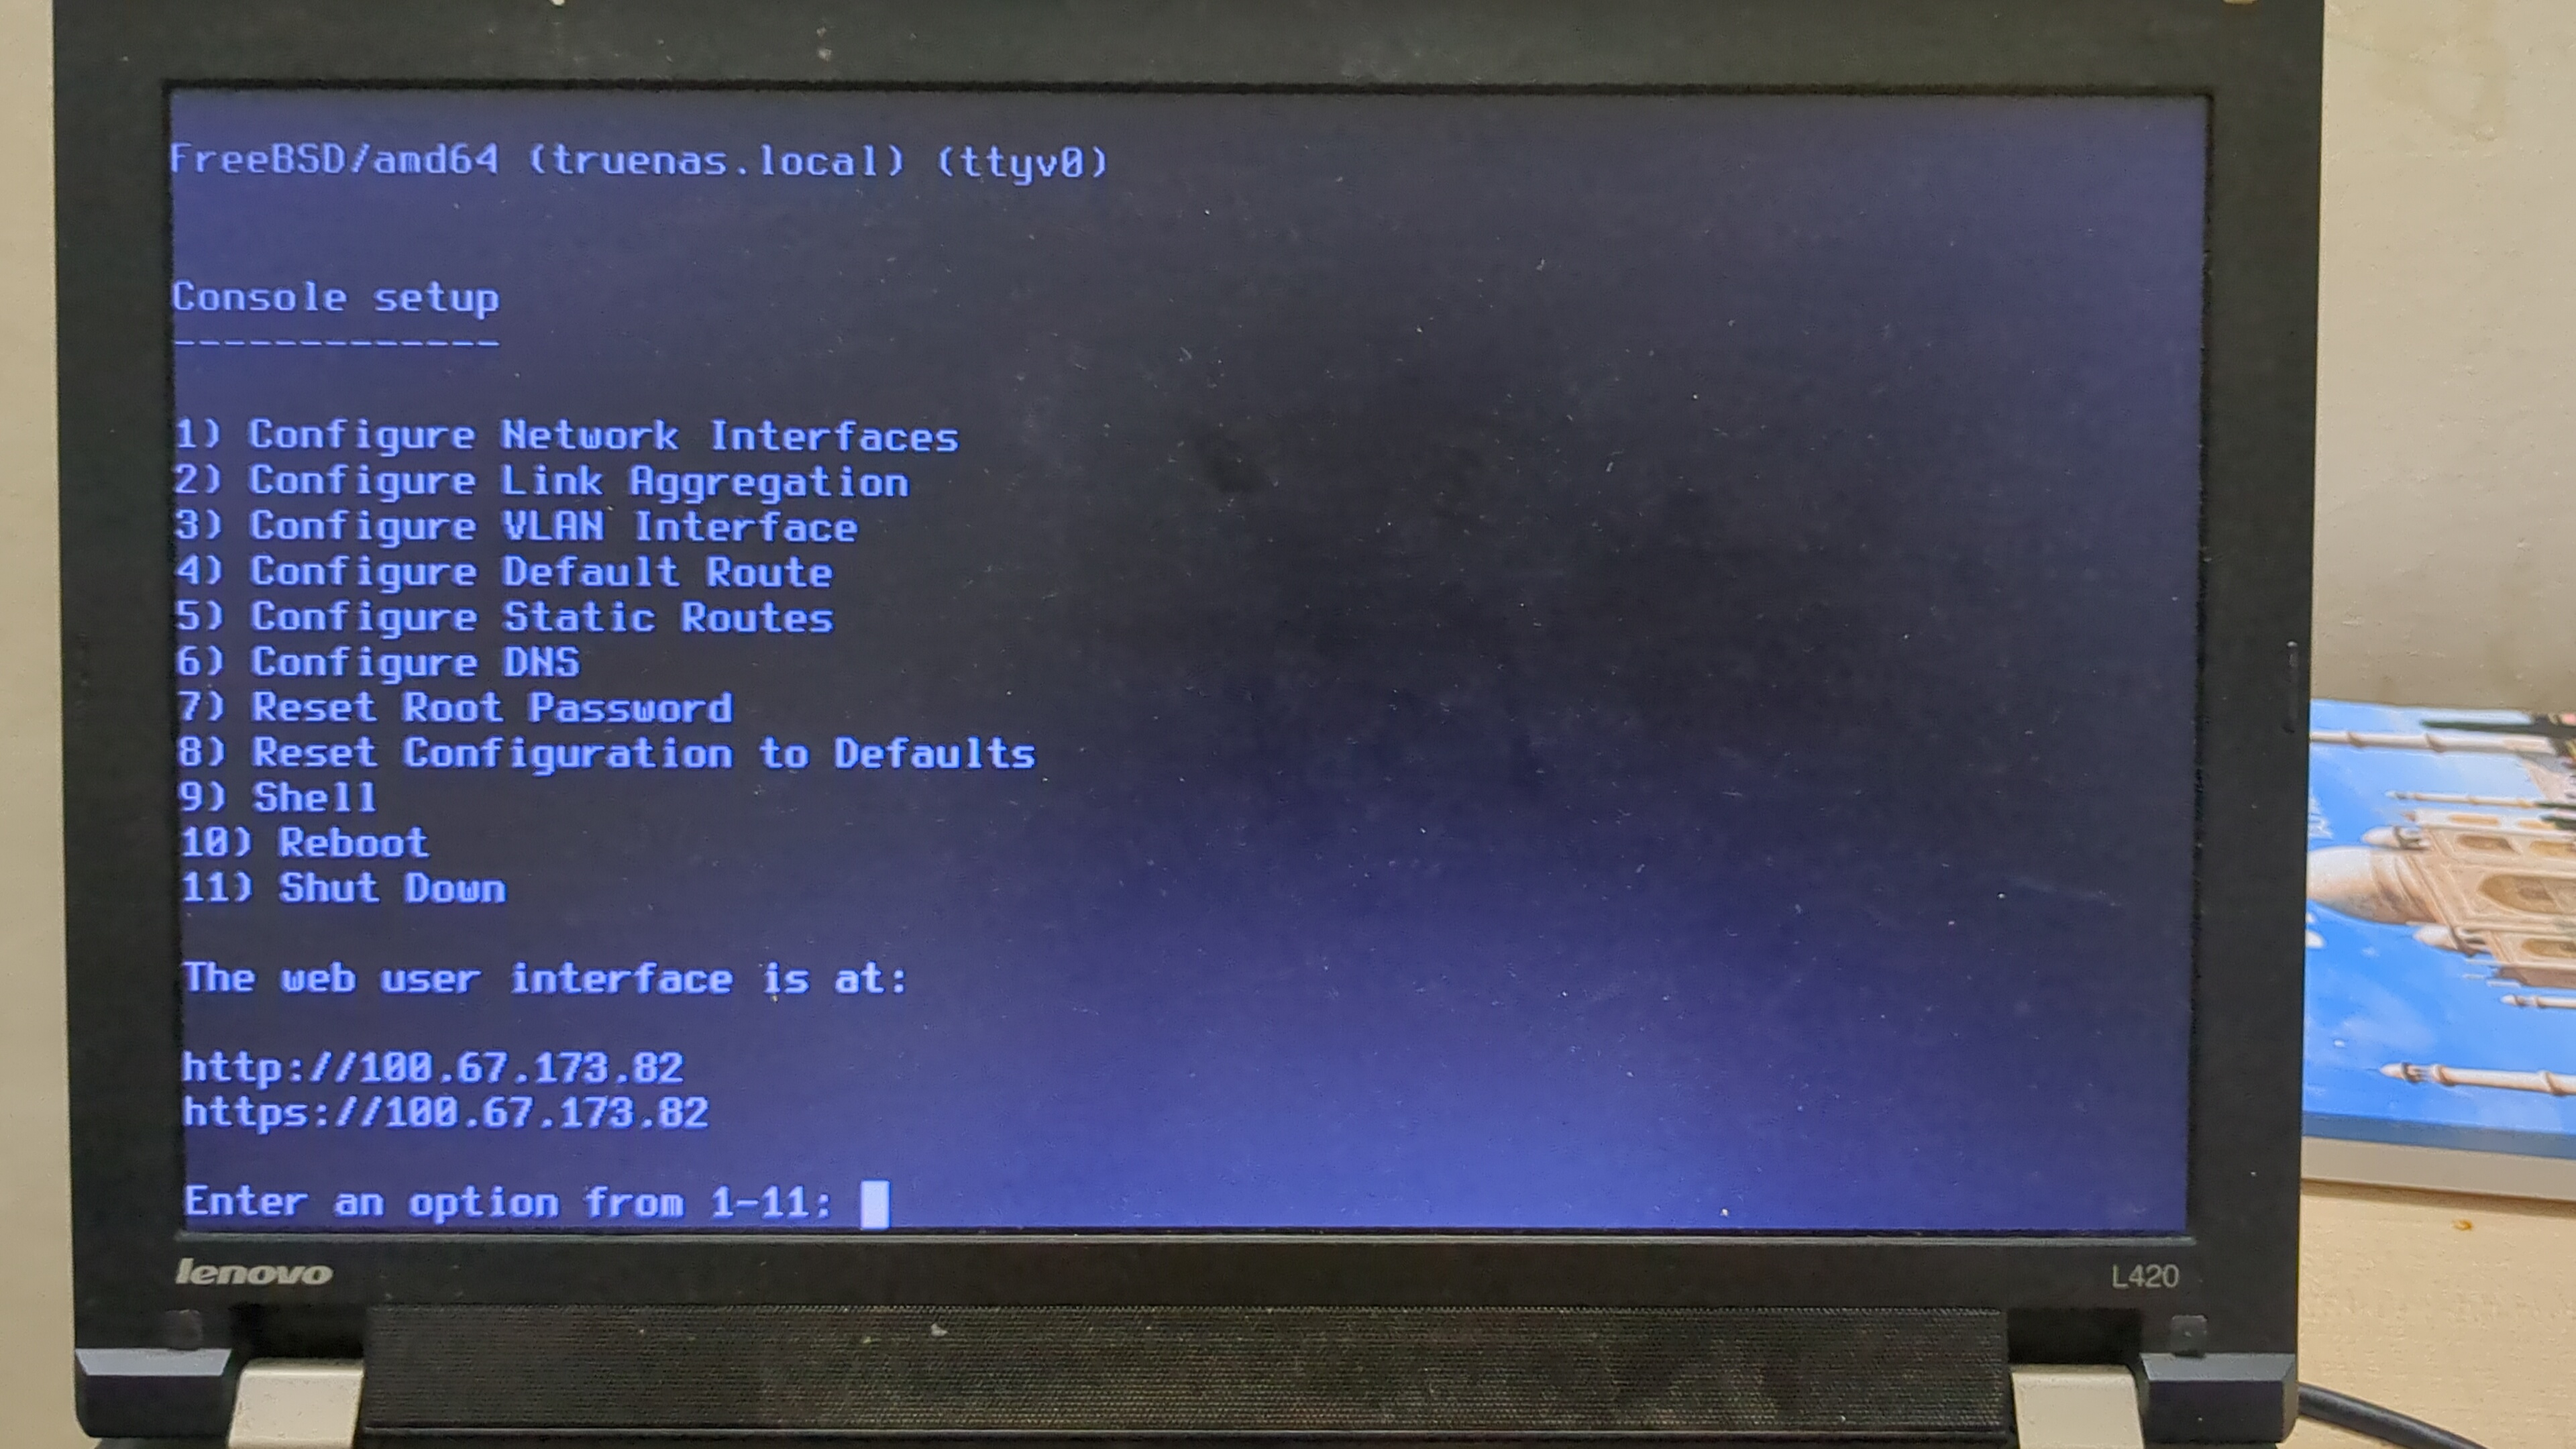 FreeBSD/amd64 (truenas.local) (ttyv0)
Console setup
-------------
1) Configure Network Interfaces
2) Configure Link Aggregation
3) Configure VLAN Interface
4) Configure Default Route
5) Configure Static Routes
6) Configure DNS
7) Reset Root Password
8) Reset Configuration to Defaults
9) Shell
10) Reboot
11) Shut Down
The web user interface is at:
http://100.67.173.82
https://100.67.173.82
Enter an option from 1-11:
lenovo
L420